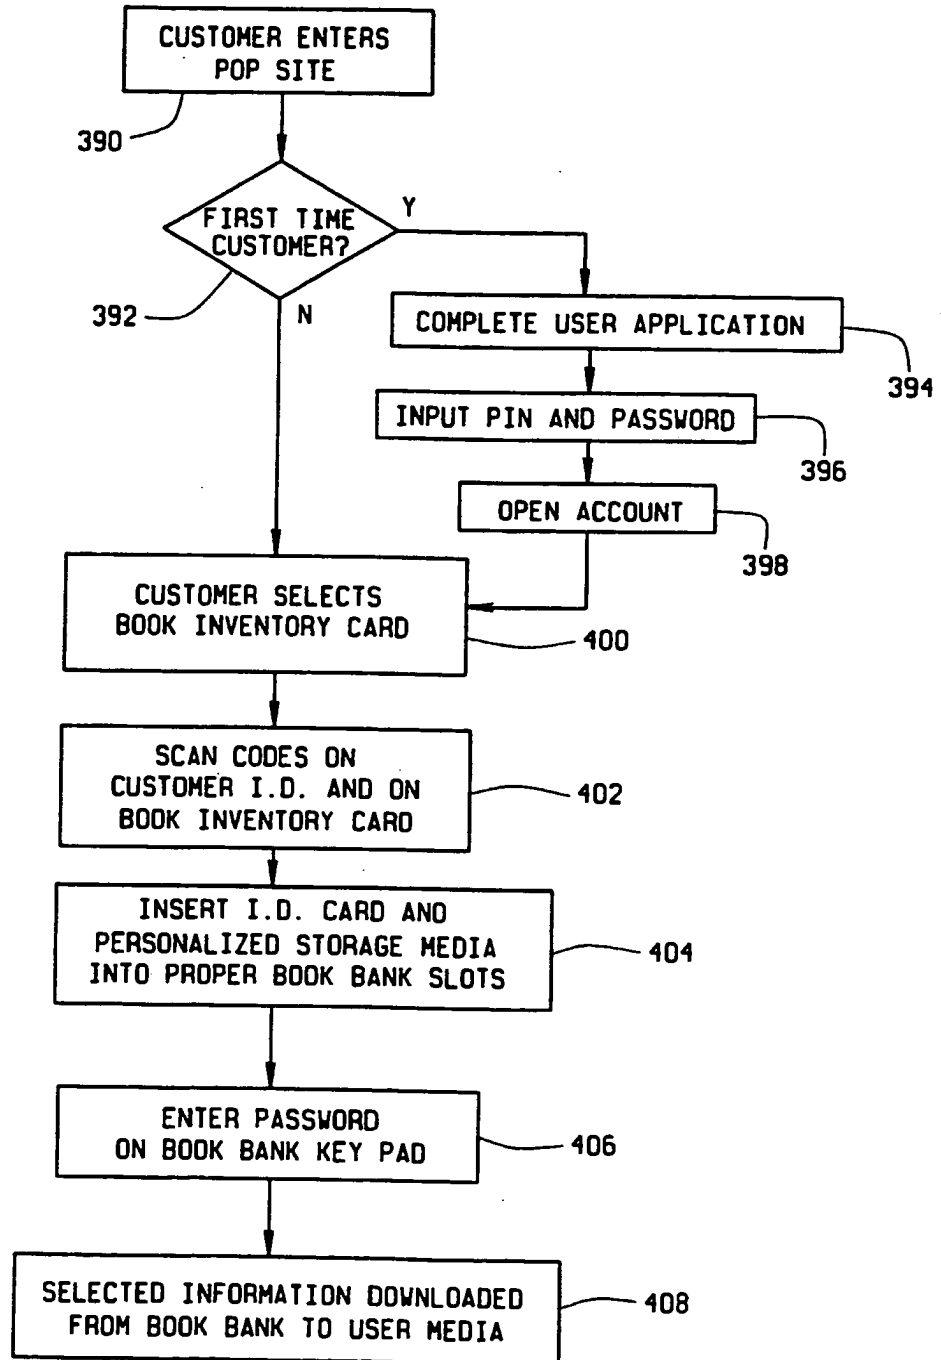 CUSTOMER ENTERS
POP SITE
390
FIRST TIME
CUSTOMER?
Y
392
N
COMPLETE USER APPLICATION
394
INPUT PIN AND PASSWORD
396
OPEN ACCOUNT
398
CUSTOMER SELECTS
BOOK INVENTORY CARD
400
SCAN CODES ON
CUSTOMER I.D. AND ON
BOOK INVENTORY CARD
402
INSERT I.D. CARD AND
PERSONALIZED STORAGE MEDIA
INTO PROPER BOOK BANK SLOTS
404
ENTER PASSWORD
ON BOOK BANK KEY PAD
406
SELECTED INFORMATION DOWNLOADED
FROM BOOK BANK TO USER MEDIA
408